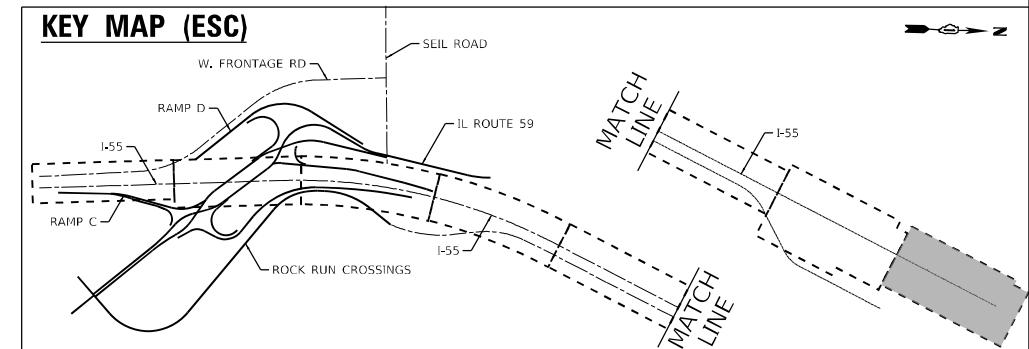 KEY MAP (ESC)
SEIL ROAD
W. FRONTAGE RD
RAMP D
IL ROUTE 59
I-55
RAMP C
ROCK RUN CROSSINGS
I-55
MATCH
LINE
MATCH
LINE
I-55
N